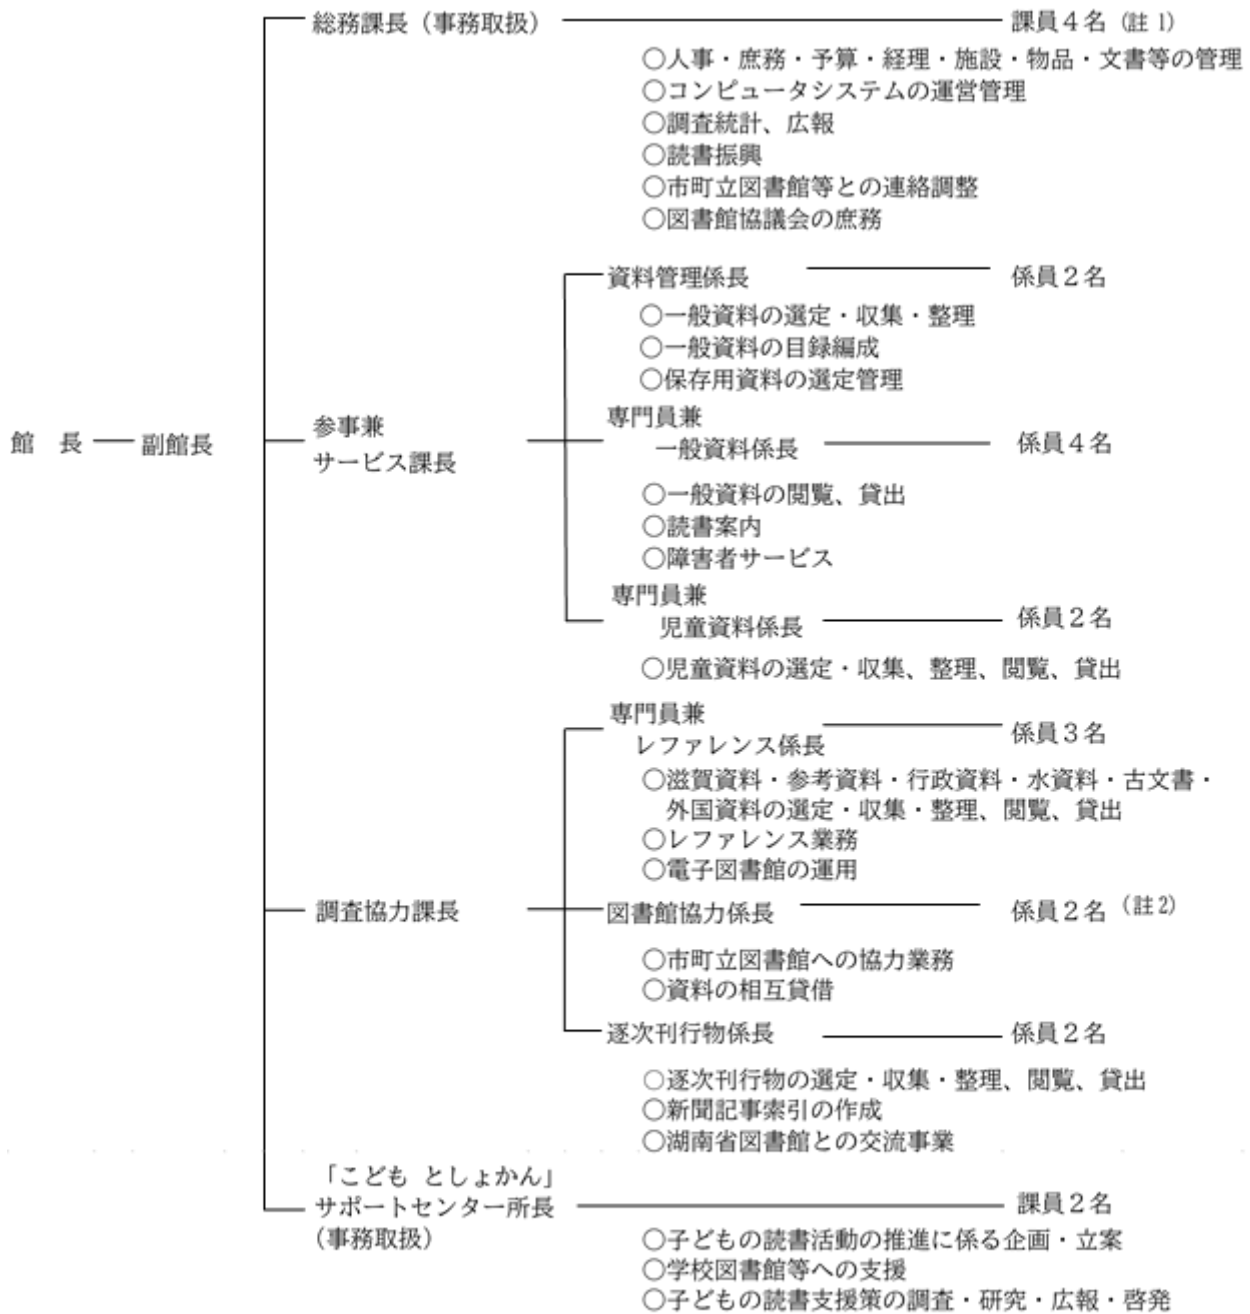 総務課長（事務取扱） 課員４名（註 1）
○人事・庶務・予算・経理・施設・物品・文書等の管理
○コンピュータシステムの運営管理
○調査統計、広報
○読書振興
○市町立図書館等との連絡調整
○図書館協議会の庶務
資料管理係長 係員２名
○一般資料の選定・収集・整理
○一般資料の目録編成
○保存用資料の選定管理
館　長 副館長
参事兼
サービス課長
専門員兼
一般資料係長 係員４名
○一般資料の閲覧、貸出
○読書案内
○障害者サービス
専門員兼
児童資料係長 係員２名
○児童資料の選定・収集、整理、閲覧、貸出
専門員兼
レファレンス係長 係員３名
○滋賀資料・参考資料・行政資料・水資料・古文書・
外国資料の選定・収集・整理、閲覧、貸出
○レファレンス業務
○電子図書館の運用
調査協力課長
図書館協力係長 係員２名（註 2）
○市町立図書館への協力業務
○資料の相互貸借
逐次刊行物係長 係員２名
○逐次刊行物の選定・収集・整理、閲覧、貸出
○新聞記事索引の作成
○湖南省図書館との交流事業
「こども としょかん」
サポートセンター所長 課員２名
（事務取扱）
○子どもの読書活動の推進に係る企画・立案
○学校図書館等への支援
○子どもの読書支援策の調査・研究・広報・啓発